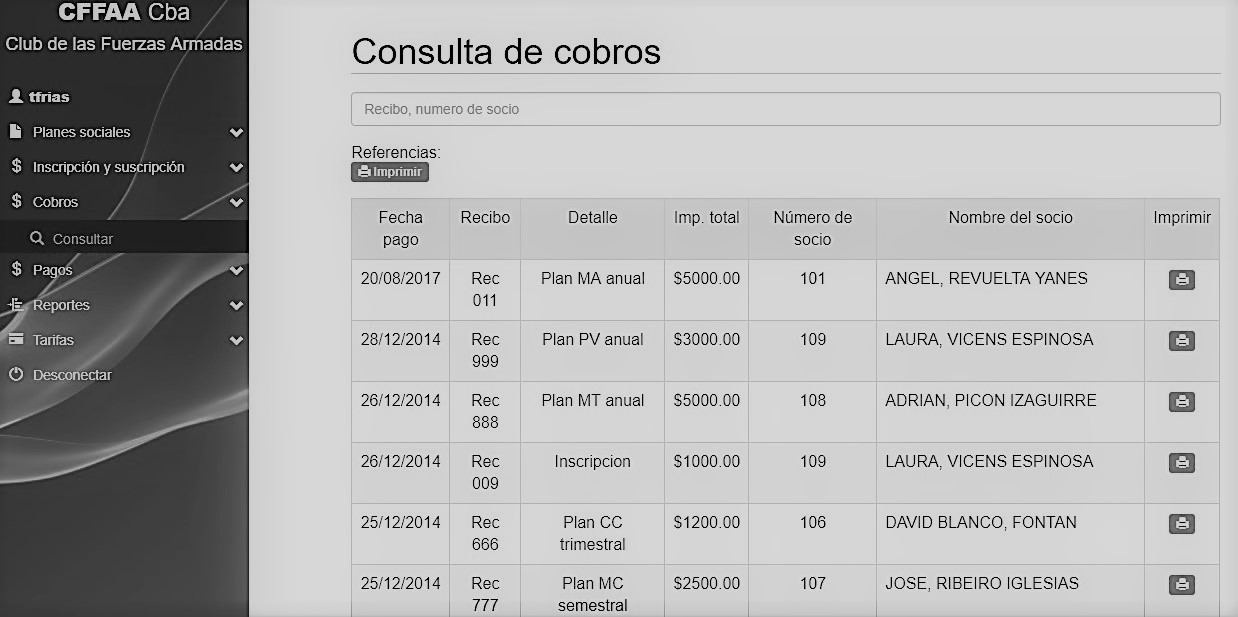 CFFAA Cba
Club de las Fuerzas Armadas
tfrias
Planes sociales
Inscripción y suscripción
Cobros
Consultar
Pagos
Reportes
Tarifas
Desconectar
Consulta de cobros
Recibo, numero de socio
Referencias:
Imprimir
Fecha pago Recibo Detalle Imp. total Número de socio Nombre del socio Imprimir
20/08/2017 Rec 011 Plan MA anual $5000.00 101 ANGEL, REVUELTA YANES
28/12/2014 Rec 999 Plan PV anual $3000.00 109 LAURA, VICENS ESPINOSA
26/12/2014 Rec 888 Plan MT anual $5000.00 108 ADRIAN, PICON IZAGUIRRE
26/12/2014 Rec 009 Inscripcion $1000.00 109 LAURA, VICENS ESPINOSA
25/12/2014 Rec 666 Plan CC trimestral $1200.00 106 DAVID BLANCO, FONTAN
25/12/2014 Rec 777 Plan MC semestral $2500.00 107 JOSE, RIBEIRO IGLESIAS